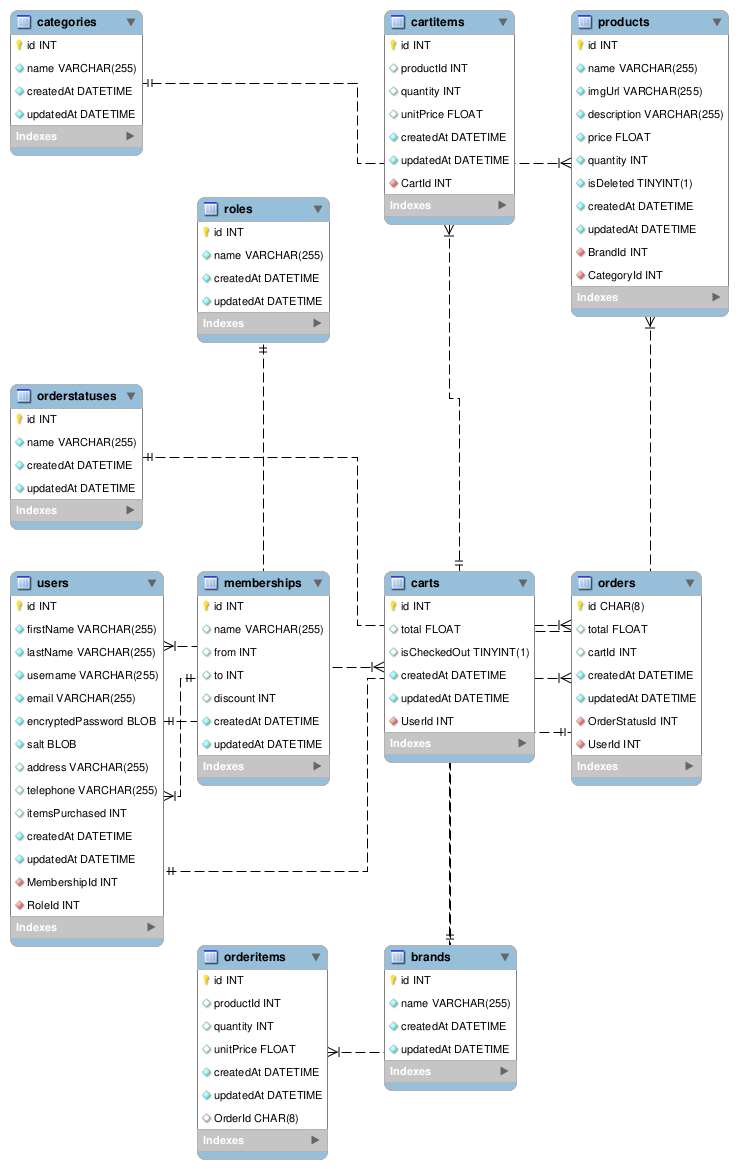 categories
id INT
name VARCHAR(255)
createdAt DATETIME
updatedAt DATETIME
Indexes
cartitems
id INT
productId INT
quantity INT
unitPrice FLOAT
createdAt DATETIME
updatedAt DATETIME
CartId INT
Indexes
products
id INT
name VARCHAR(255)
imgUrl VARCHAR(255)
description VARCHAR(255)
price FLOAT
quantity INT
isDeleted TINYINT(1)
createdAt DATETIME
updatedAt DATETIME
BrandId INT
CategoryId INT
Indexes
roles
id INT
name VARCHAR(255)
createdAt DATETIME
updatedAt DATETIME
Indexes
orderstatuses
id INT
name VARCHAR(255)
createdAt DATETIME
updatedAt DATETIME
Indexes
users
id INT
firstName VARCHAR(255)
lastName VARCHAR(255)
username VARCHAR(255)
email VARCHAR(255)
encryptedPassword BLOB
salt BLOB
address VARCHAR(255)
telephone VARCHAR(255)
itemsPurchased INT
createdAt DATETIME
updatedAt DATETIME
MembershipId INT
RoleId INT
Indexes
memberships
id INT
name VARCHAR(255)
from INT
to INT
discount INT
createdAt DATETIME
updatedAt DATETIME
Indexes
carts
id INT
total FLOAT
isCheckedOut TINYINT(1)
createdAt DATETIME
updatedAt DATETIME
UserId INT
Indexes
orders
id CHAR(8)
total FLOAT
cartId INT
createdAt DATETIME
updatedAt DATETIME
OrderStatusId INT
UserId INT
Indexes
orderitems
id INT
productId INT
quantity INT
unitPrice FLOAT
createdAt DATETIME
updatedAt DATETIME
OrderId CHAR(8)
Indexes
brands
id INT
name VARCHAR(255)
createdAt DATETIME
updatedAt DATETIME
Indexes